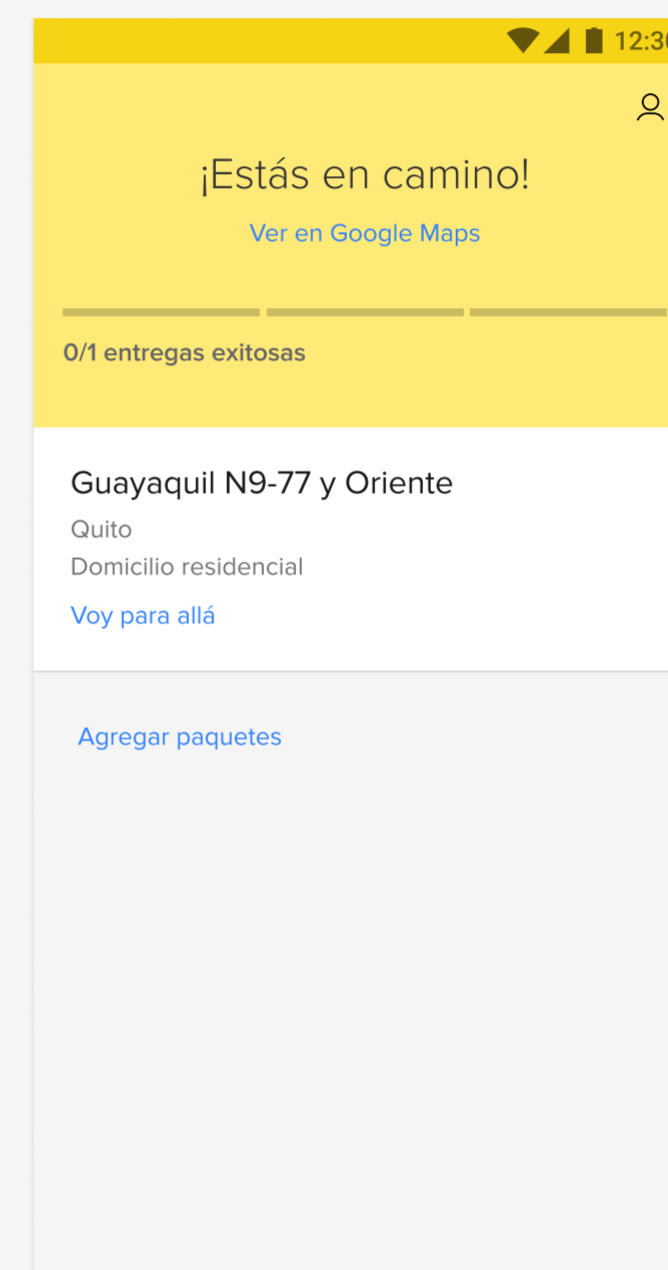 12:30
¡Estás en camino!
Ver en Google Maps
0/1 entregas exitosas
Guayaquil N9-77 y Oriente
Quito
Domicilio residencial
Voy para allá
Agregar paquetes